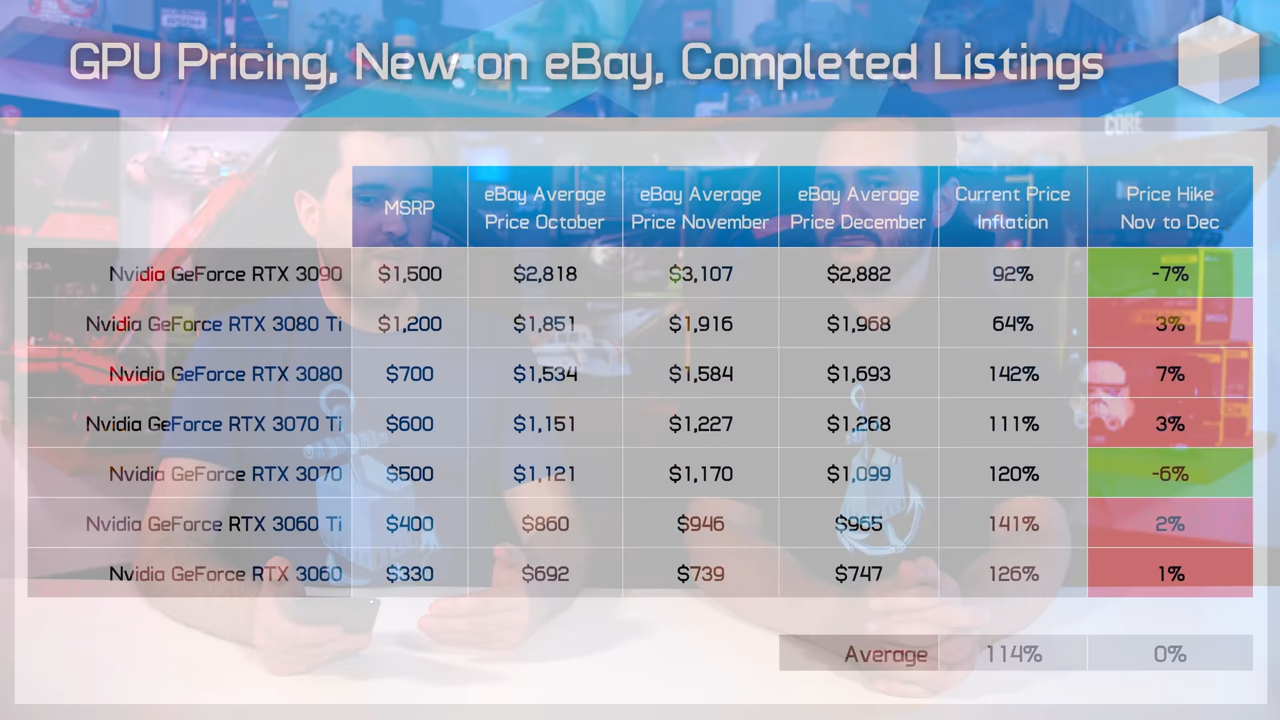 GPU Pricing, New on eBay, Completed Listings
CORE
MSRP
eBay Average
Price October
eBay Average
Price November
eBay Average
Price December
Current Price
Inflation
Price Hike
Nov to Dec
Nvidia GeForce RTX 3090 $1,500 $2,818 $3,107 $2,882 92% -7%
Nvidia GeForce RTX 3080 Ti $1,200 $1,851 $1,916 $1,968 64% 3%
Nvidia GeForce RTX 3080 $700 $1,534 $1,584 $1,693 142% 7%
Nvidia GeForce RTX 3070 Ti $600 $1,151 $1,227 $1,268 111% 3%
Nvidia GeForce RTX 3070 $500 $1,121 $1,170 $1,099 120% -6%
Nvidia GeForce RTX 3060 Ti $400 $860 $946 $965 141% 2%
Nvidia GeForce RTX 3060 $330 $692 $739 $747 126% 1%
Average 114% 0%